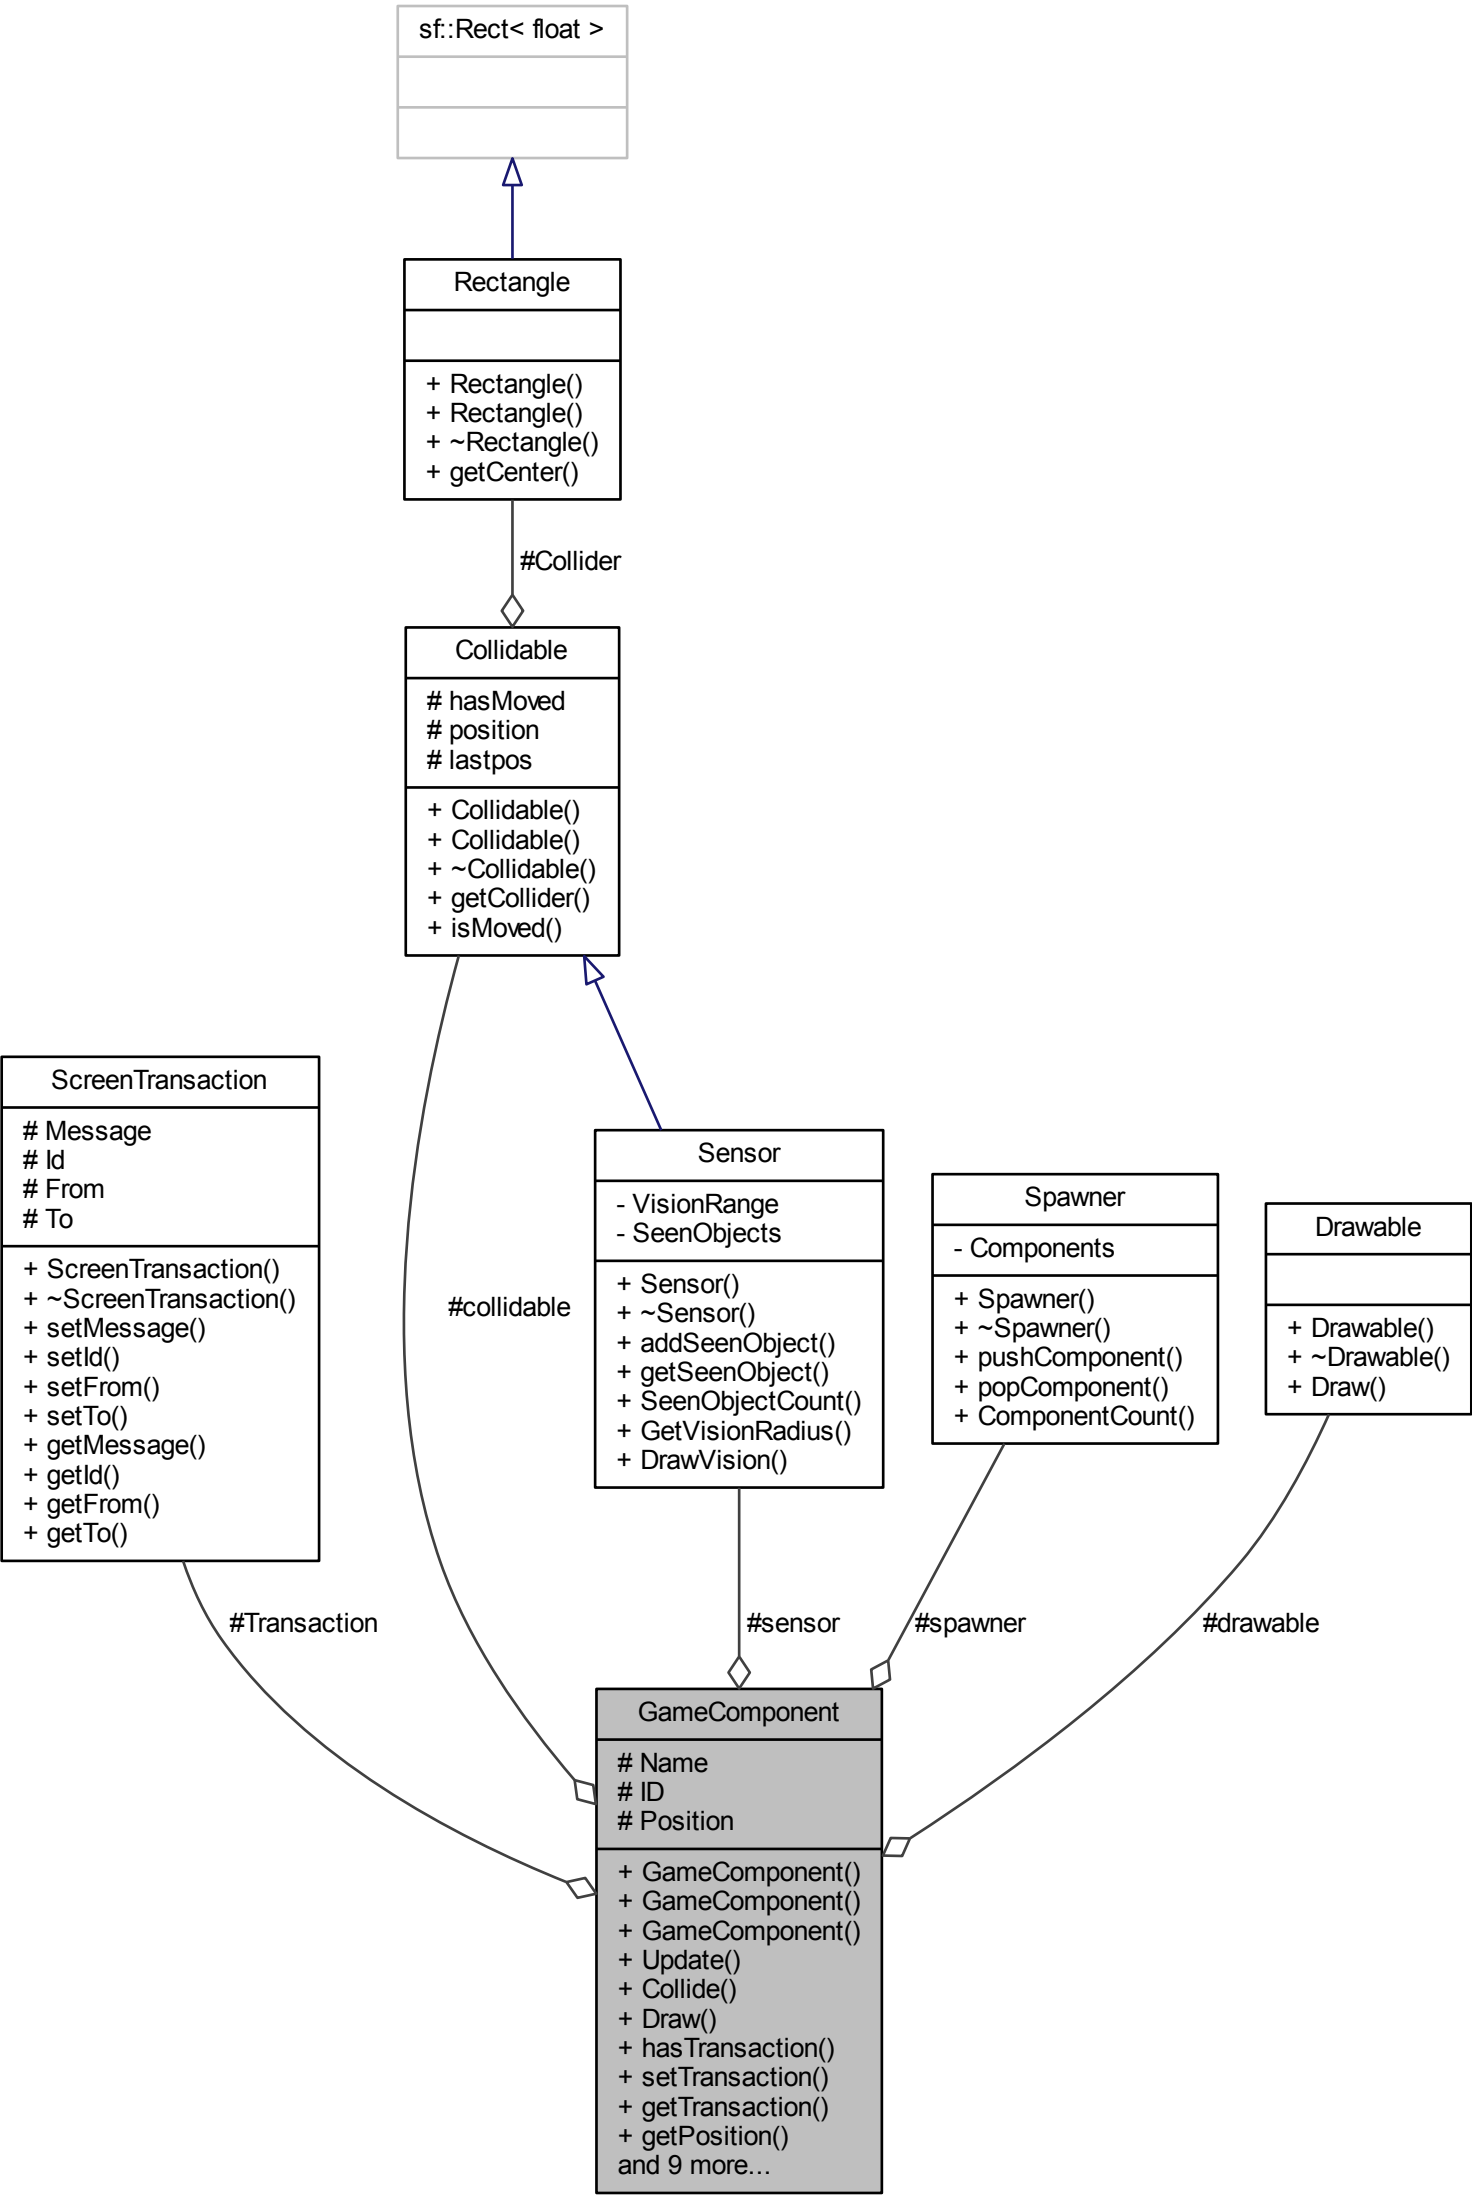 sf::Rect< float >
Rectangle
+ Rectangle()
+ Rectangle()
+ ~Rectangle()
+ getCenter()
#Collider
Collidable
# hasMoved
# position
# lastpos
+ Collidable()
+ Collidable()
+ ~Collidable()
+ getCollider()
+ isMoved()
ScreenTransaction
# Message
# Id
# From
# To
+ ScreenTransaction()
+ ~ScreenTransaction()
+ setMessage()
+ setId()
+ setFrom()
+ setTo()
+ getMessage()
+ getId()
+ getFrom()
+ getTo()
#collidable
Sensor
- VisionRange
- SeenObjects
+ Sensor()
+ ~Sensor()
+ addSeenObject()
+ getSeenObject()
+ SeenObjectCount()
+ GetVisionRadius()
+ DrawVision()
Spawner
- Components
+ Spawner()
+ ~Spawner()
+ pushComponent()
+ popComponent()
+ ComponentCount()
Drawable
+ Drawable()
+ ~Drawable()
+ Draw()
#Transaction
#sensor
#spawner
#drawable
GameComponent
# Name
# ID
# Position
+ GameComponent()
+ GameComponent()
+ GameComponent()
+ Update()
+ Collide()
+ Draw()
+ hasTransaction()
+ setTransaction()
+ getTransaction()
+ getPosition()
and 9 more...